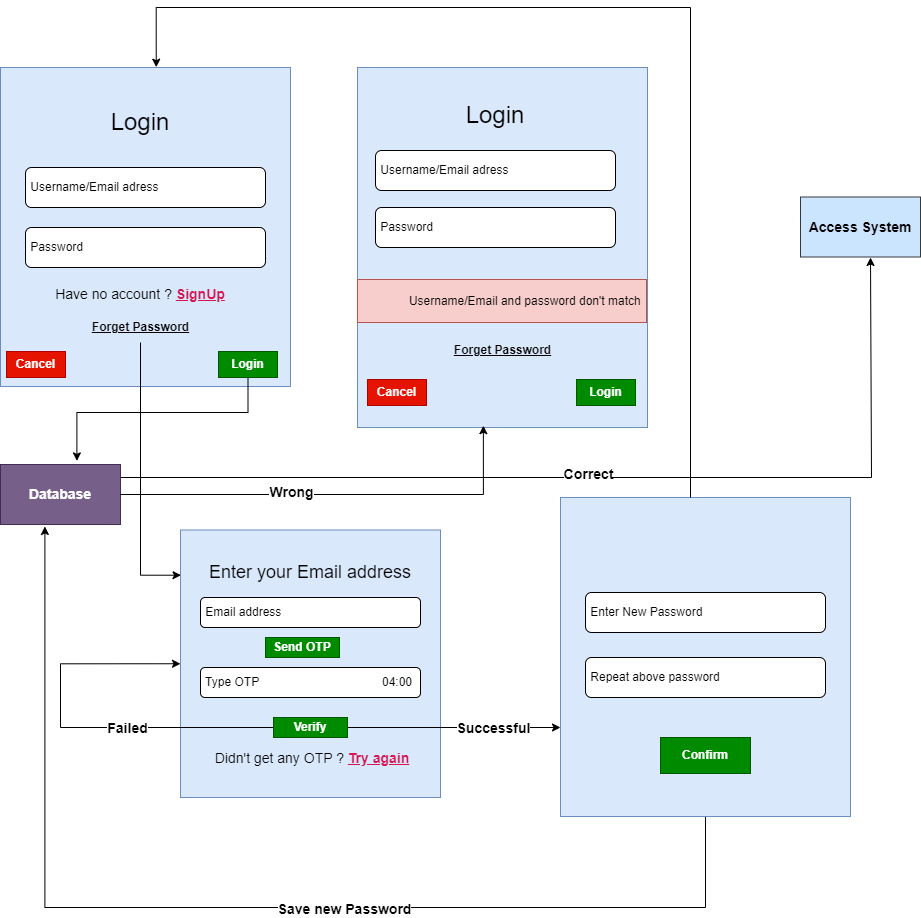 Login
Username/Email adress
Password
Have no account ? SignUp
Forget Password
Cancel
Login
Login
Username/Email adress
Password
Username/Email and password don't match
Forget Password
Cancel
Login
Access System
Database
Correct
Wrong
Enter your Email address
Email address
Send OTP
Type OTP 04:00
Verify
Didn't get any OTP ? Try again
Failed
Successful
Enter New Password
Repeat above password
Confirm
Save new Password